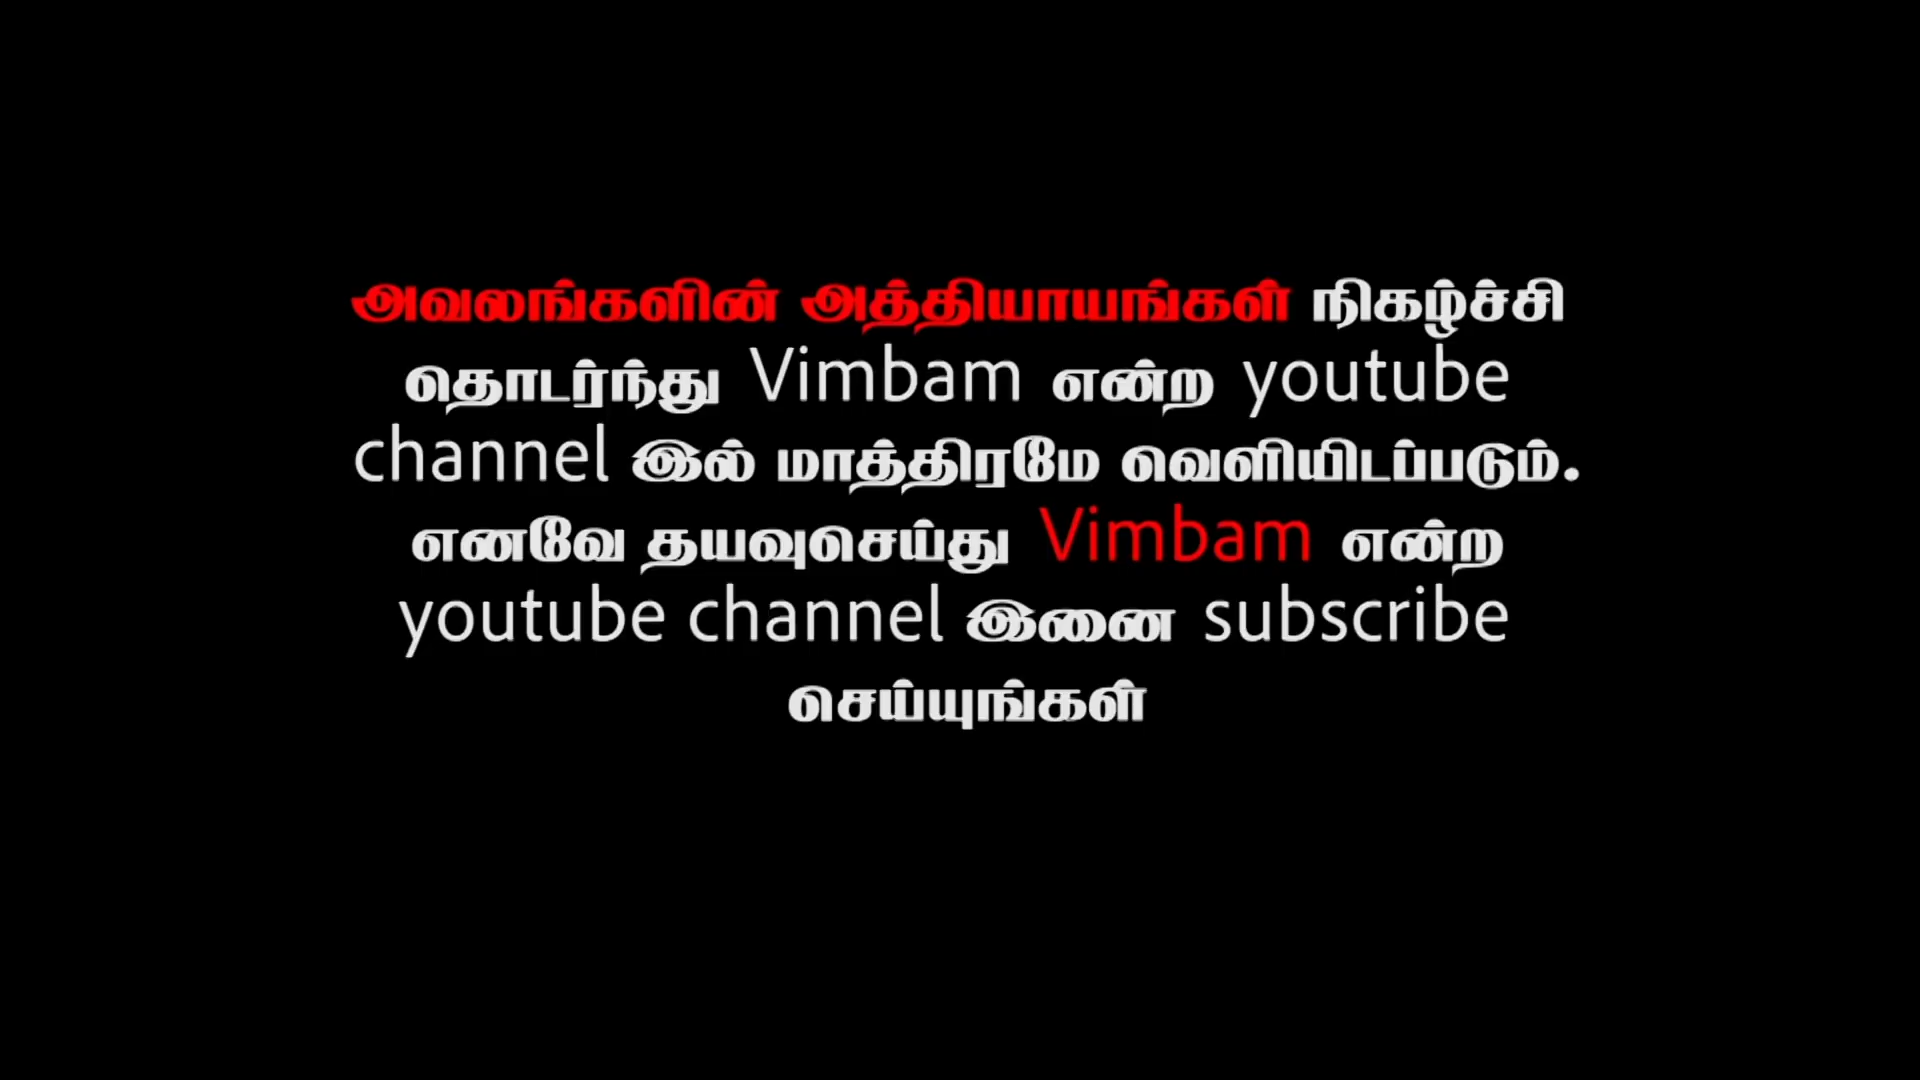 அவலங்களின் அத்தியாயங்கள் நிகழ்ச்சி
தொடர்ந்து Vimbam என்ற youtube
channel இல் மாத்திரமே வெளியிடப்படும்.
எனவே தயவுசெய்து Vimbam என்ற
youtube channel இனை subscribe
செய்யுங்கள்